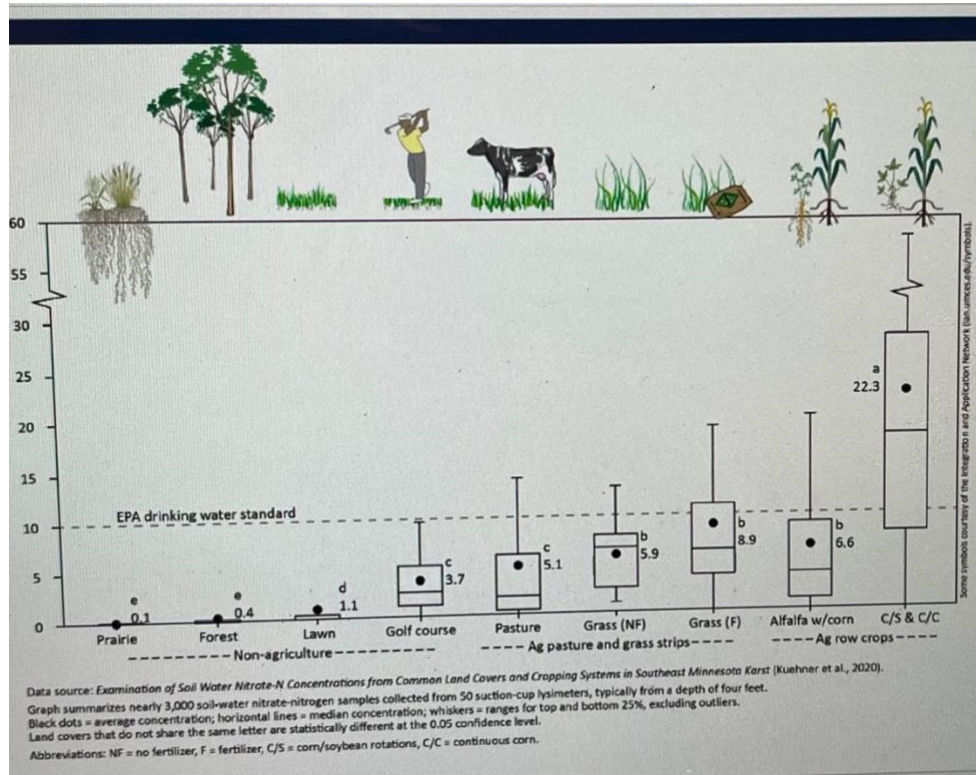 60
55
30
25
20
15
10
5
0
EPA drinking water standard
e
0.1
e
0.4
d
1.1
c
3.7
c
5.1
b
5.9
b
8.9
b
6.6
a
22.3
Prairie Forest Lawn Golf course Pasture Grass (NF) Grass (F) Alfalfa w/corn C/S & C/C
Non-agriculture Ag pasture and grass strips Ag row crops
Some symbols courtesy of the Integration and Application Network (ian.umces.edu/symbols).
Data source: Examination of Soil Water Nitrate-N Concentrations from Common Land Covers and Cropping Systems in Southeast Minnesota Karst (Kuehner et al., 2020).
Graph summarizes nearly 3,000 soil-water nitrate-nitrogen samples collected from 50 suction-cup lysimeters, typically from a depth of four feet.
Black dots = average concentration; horizontal lines = median concentration; whiskers = ranges for top and bottom 25%, excluding outliers.
Land covers that do not share the same letter are statistically different at the 0.05 confidence level.
Abbreviations: NF = no fertilizer, F = fertilizer, C/S = corn/soybean rotations, C/C = continuous corn.